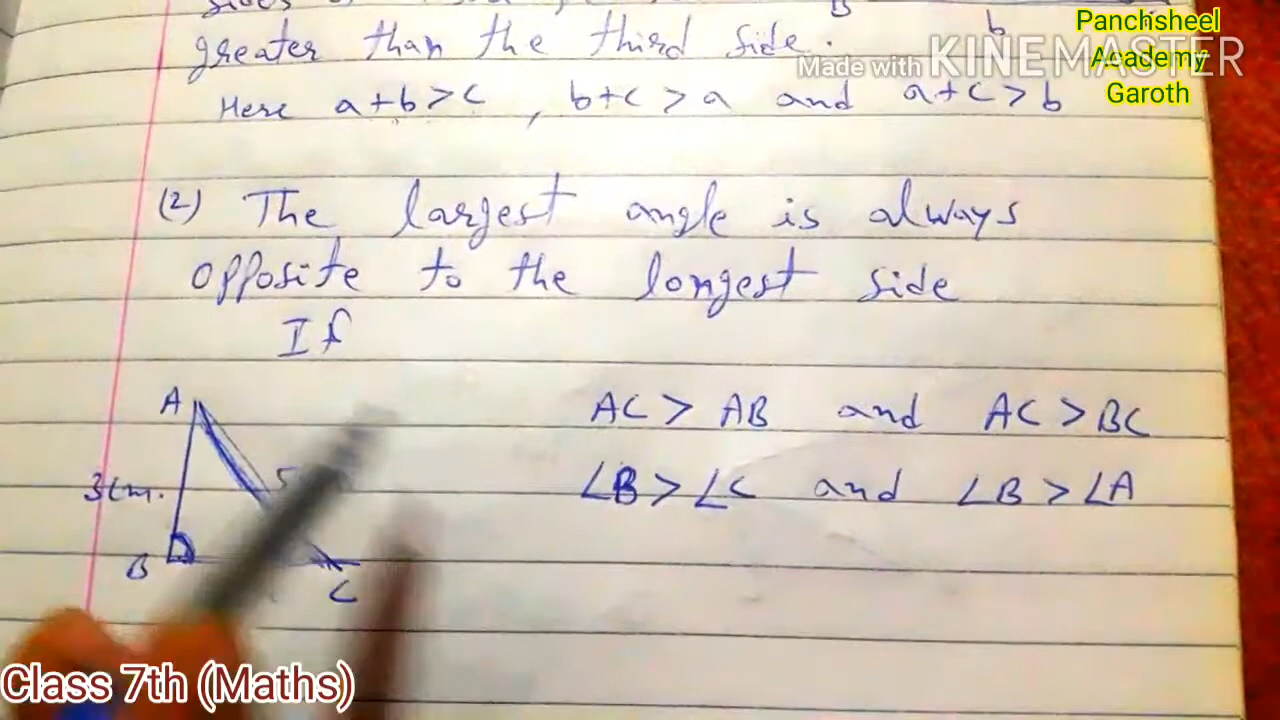 greater than the third side.
b
Here a+b>c , b+c>a and a+c>b
(2) The largest angle is always
opposite to the longest side
If
A
AC > AB and AC > BC
3cm. 5
∠B > ∠C and ∠B > ∠A
B
C
Panchsheel
Academy
Garoth
Made with KINEMASTER
Class 7th (Maths)